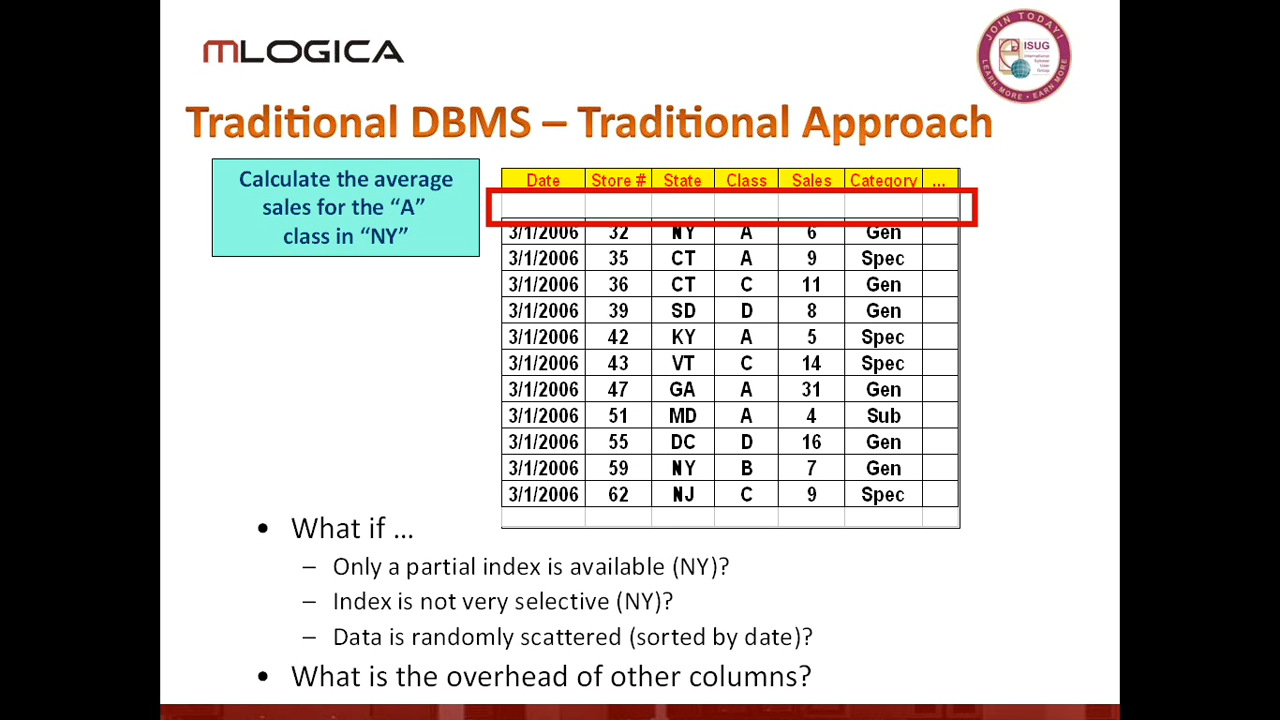 mLOGICA
JOIN TODAY!
ISUG
International
Sybase
User
Group
LEARN MORE • EARN MORE
Traditional DBMS – Traditional Approach
Calculate the average
sales for the “A”
class in “NY”
Date Store # State Class Sales Category ...
3/1/2006 32 NY A 6 Gen
3/1/2006 35 CT A 9 Spec
3/1/2006 36 CT C 11 Gen
3/1/2006 39 SD D 8 Gen
3/1/2006 42 KY A 5 Spec
3/1/2006 43 VT C 14 Spec
3/1/2006 47 GA A 31 Gen
3/1/2006 51 MD A 4 Sub
3/1/2006 55 DC D 16 Gen
3/1/2006 59 NY B 7 Gen
3/1/2006 62 NJ C 9 Spec
• What if …
– Only a partial index is available (NY)?
– Index is not very selective (NY)?
– Data is randomly scattered (sorted by date)?
• What is the overhead of other columns?